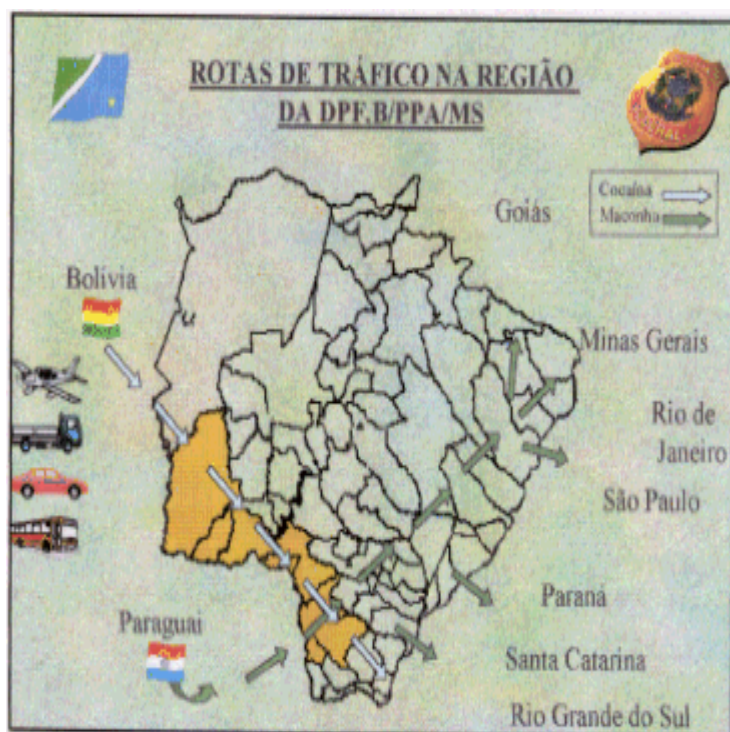 ROTAS DE TRÁFICO NA REGIÃO
DA DPF.B/PPA/MS
Cocaína
Maconha
Goiás
Bolívia
Minas Gerais
Rio de
Janeiro
São Paulo
Paraná
Paraguai
Santa Catarina
Rio Grande do Sul